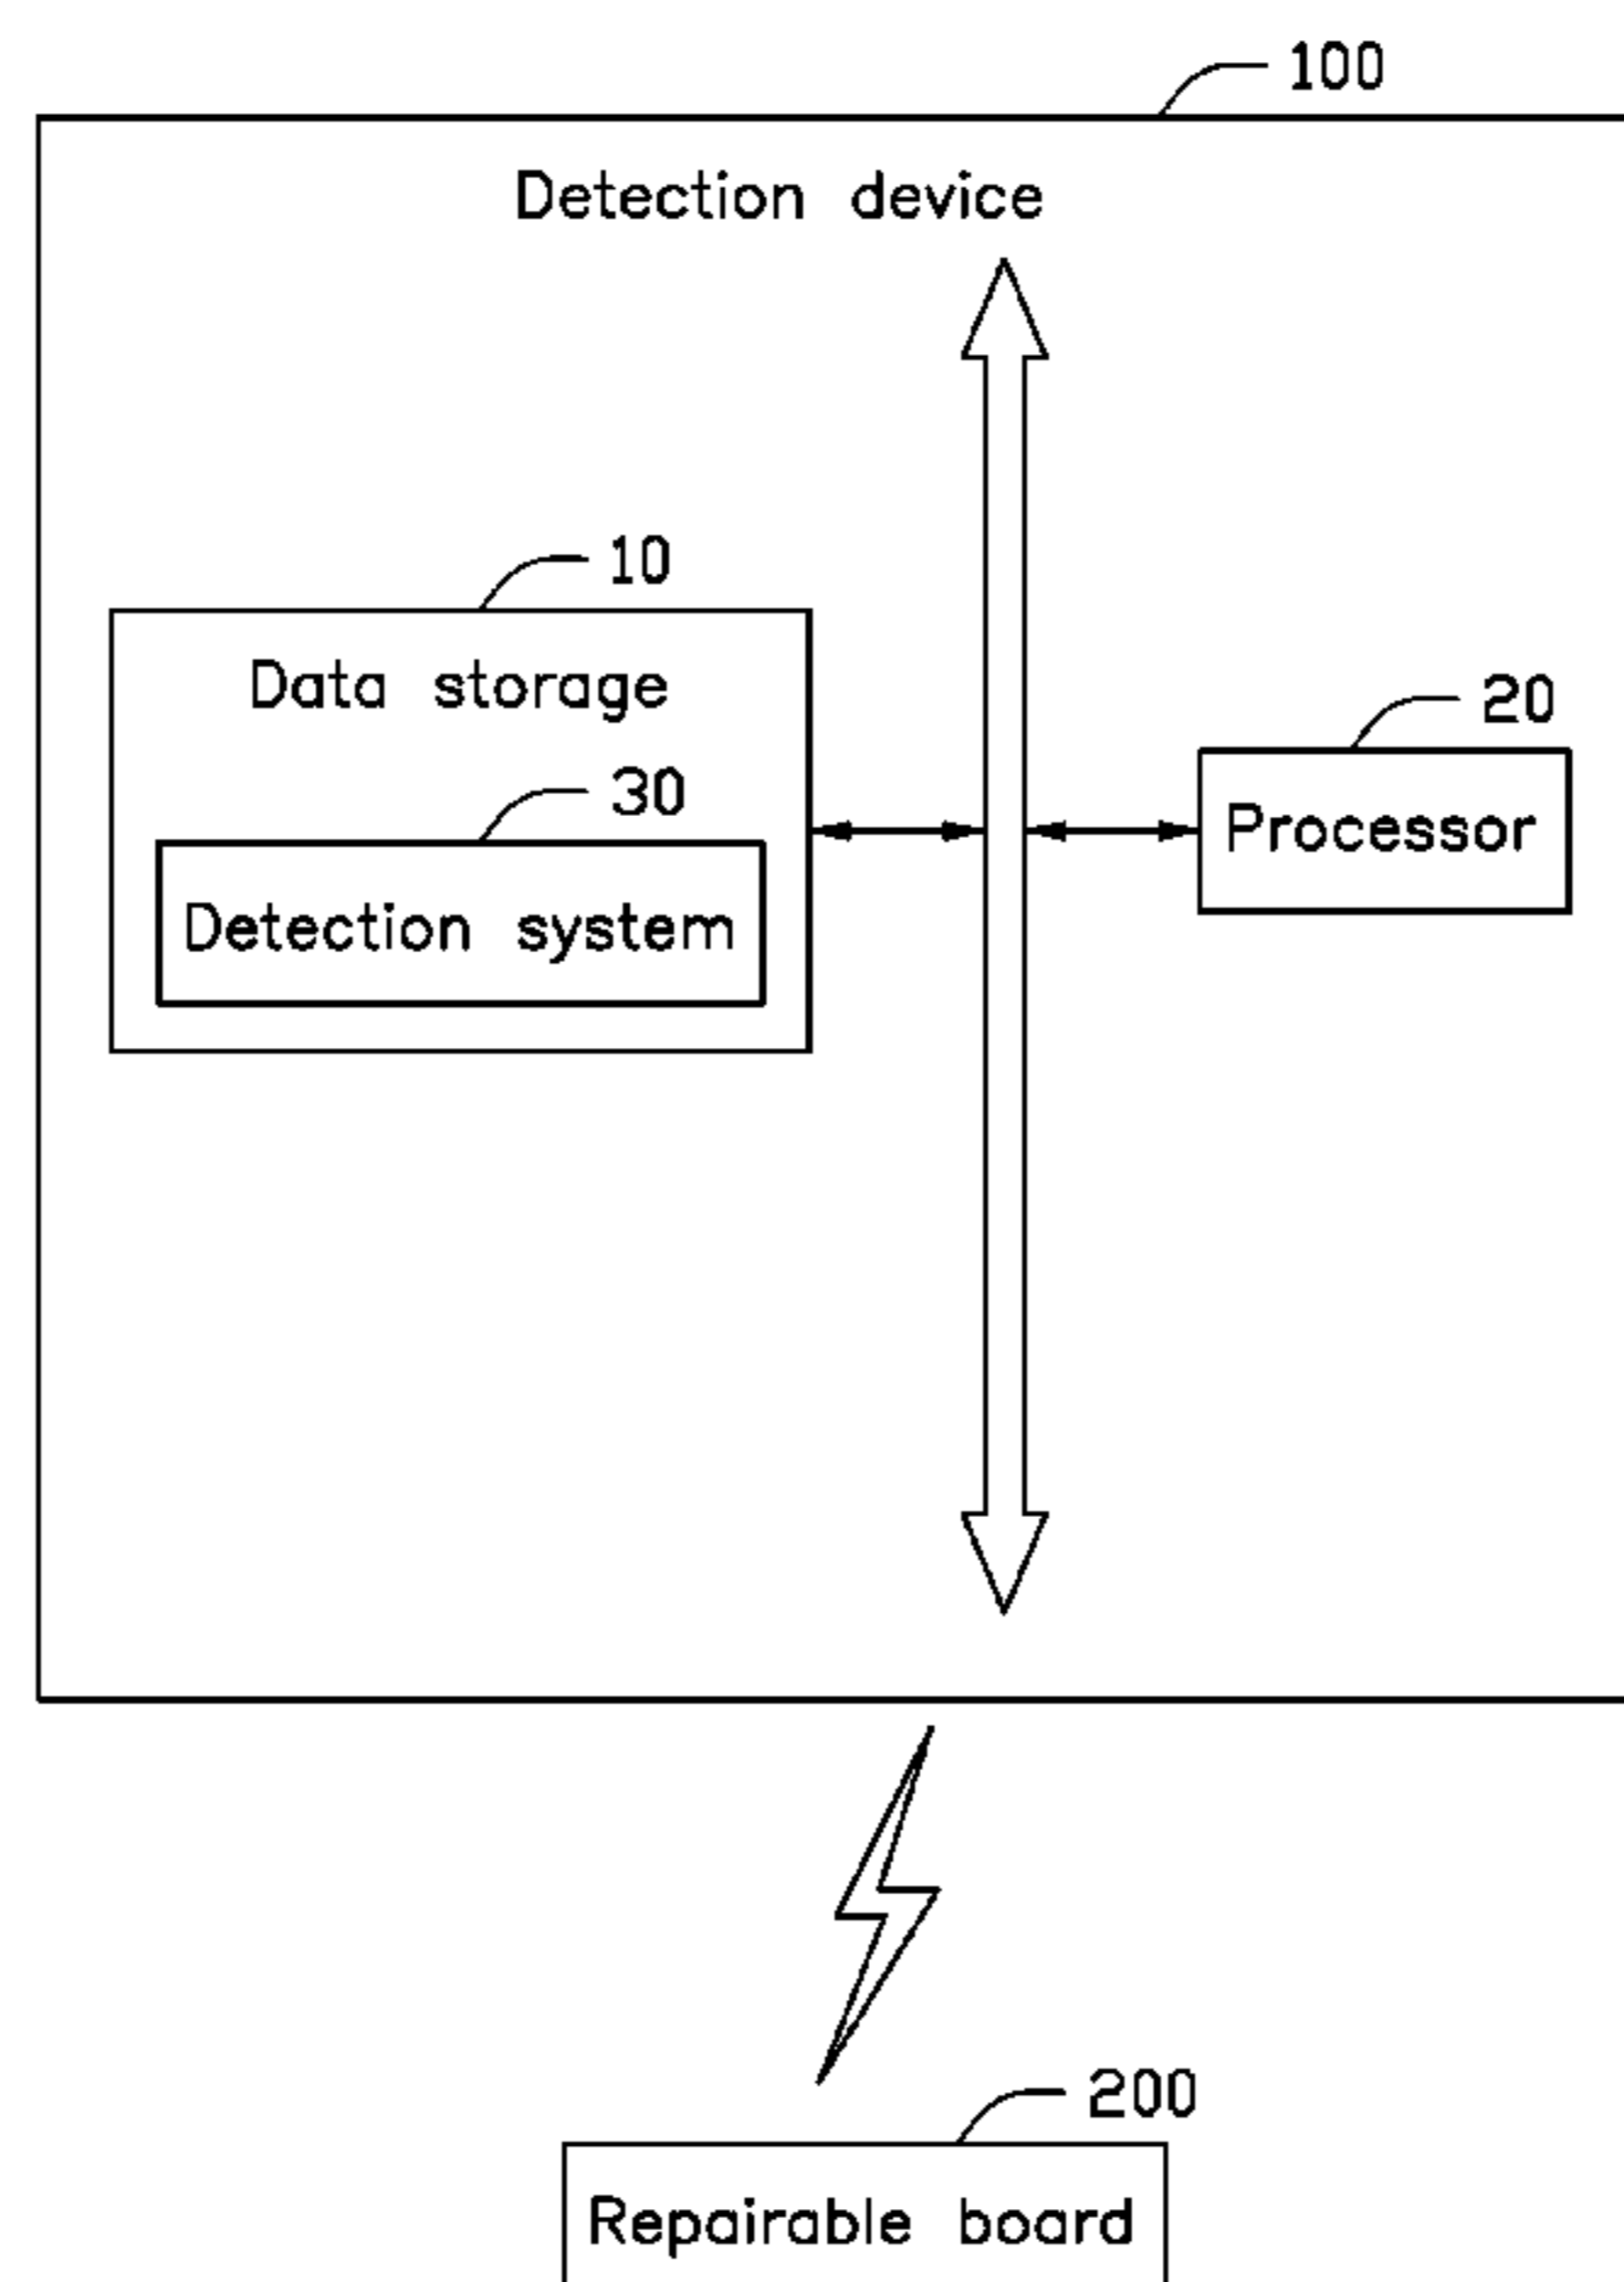 100
Detection device
10
Data storage
20
30
Processor
Detection system
200
Repairable board